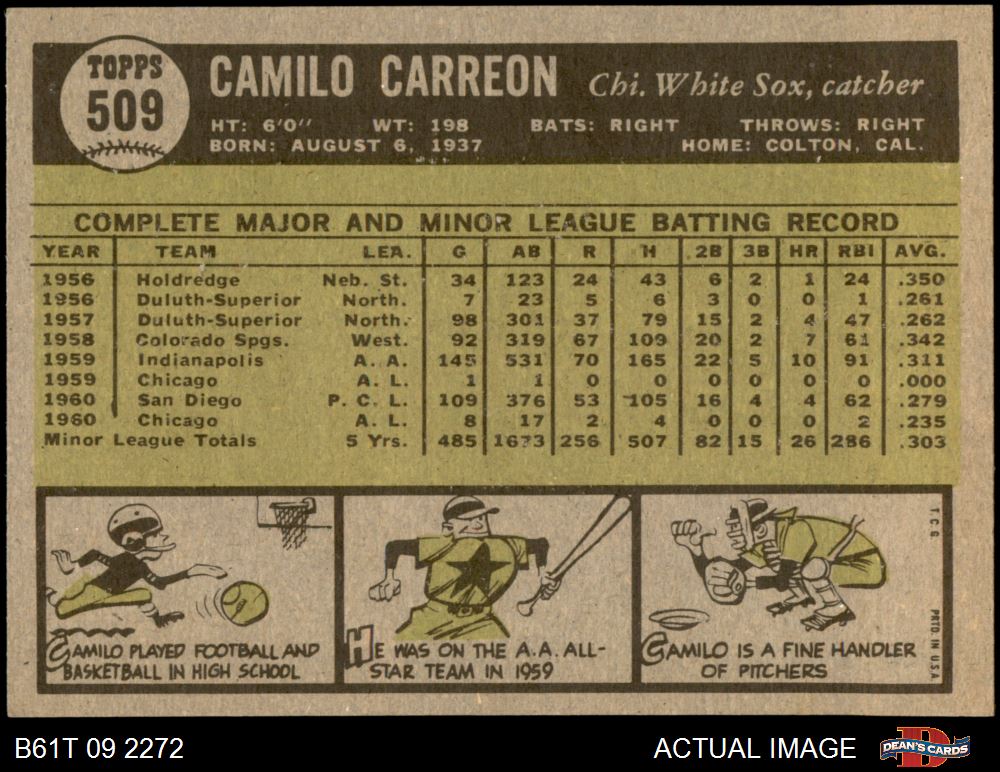 TOPPS
509
CAMILO CARREON Chi. White Sox, catcher
HT: 6'0" WT: 198 BATS: RIGHT THROWS: RIGHT
BORN: AUGUST 6, 1937 HOME: COLTON, CAL.
COMPLETE MAJOR AND MINOR LEAGUE BATTING RECORD
YEAR TEAM LEA. G AB R H 2B 3B HR RBI AVG.
1956 Holdredge Neb. St. 34 123 24 43 6 2 1 24 .350
1956 Duluth-Superior North. 7 23 5 6 3 0 0 1 .261
1957 Duluth-Superior North. 98 301 37 79 15 2 4 47 .262
1958 Colorado Spgs. West. 92 319 67 109 20 2 7 61 .342
1959 Indianapolis A. A. 145 531 70 165 22 5 10 91 .311
1959 Chicago A. L. 1 1 0 0 0 0 0 0 .000
1960 San Diego P. C. L. 109 376 53 105 16 4 4 62 .279
1960 Chicago A. L. 8 17 2 4 0 0 0 2 .235
Minor League Totals 5 Yrs. 485 1673 256 507 82 15 26 286 .303
CAMILO PLAYED FOOTBALL AND
BASKETBALL IN HIGH SCHOOL
HE WAS ON THE A.A. ALL-
STAR TEAM IN 1959
CAMILO IS A FINE HANDLER
OF PITCHERS
T.C.G.
PRTD. IN U.S.A.
B61T 09 2272 ACTUAL IMAGE
DEAN'S CARDS